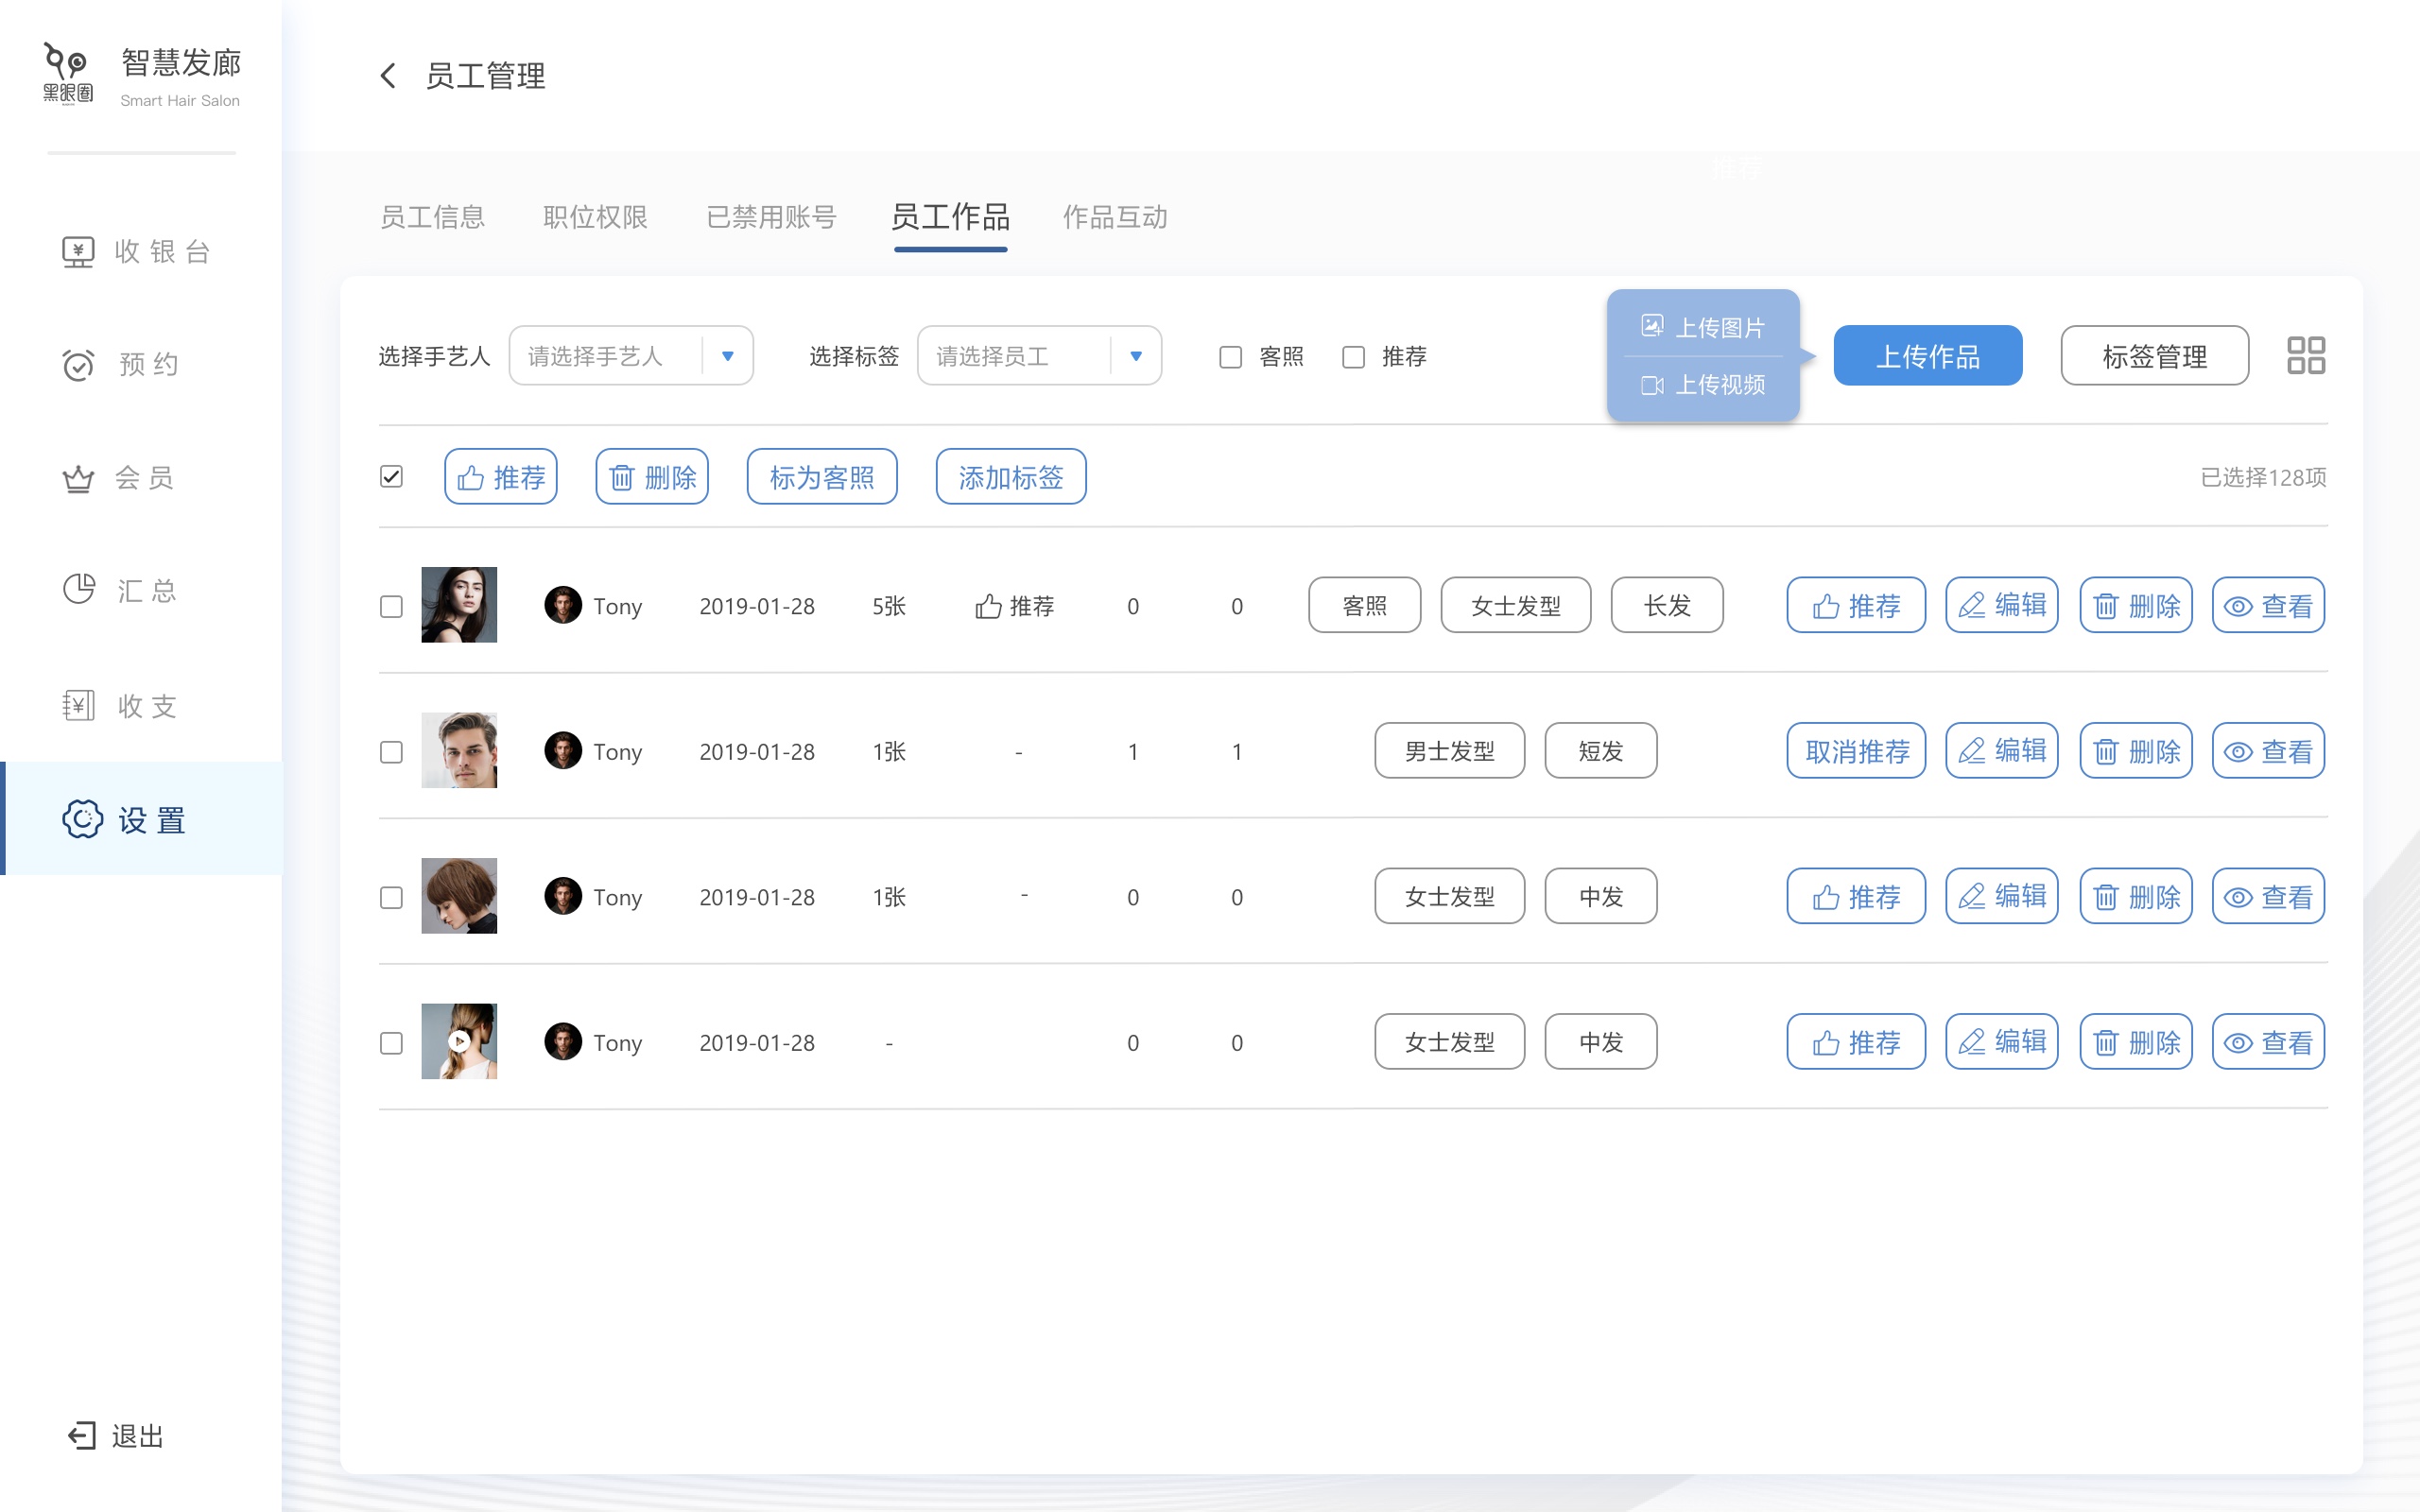 智慧发廊
黑眼圈
Smart Hair Salon
员工管理
推荐
员工信息 职位权限 已禁用账号 员工作品 作品互动
收银台
预约
会员
汇总
收支
设置
退出
选择手艺人 请选择手艺人 选择标签 请选择员工 客照 推荐
上传图片
上传视频
上传作品 标签管理
推荐 删除 标为客照 添加标签 已选择128项
Tony 2019-01-28 5张 推荐 0 0 客照 女士发型 长发 推荐 编辑 删除 查看
Tony 2019-01-28 1张 - 1 1 男士发型 短发 取消推荐 编辑 删除 查看
Tony 2019-01-28 1张 - 0 0 女士发型 中发 推荐 编辑 删除 查看
Tony 2019-01-28 - 0 0 女士发型 中发 推荐 编辑 删除 查看